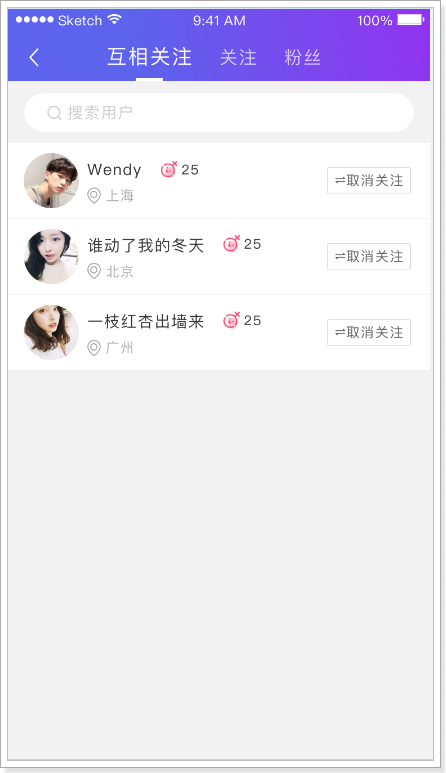 Sketch 9:41 AM 100%
互相关注 关注 粉丝
搜索用户
Wendy 25
上海
⇌取消关注
谁动了我的冬天 25
北京
⇌取消关注
一枝红杏出墙来 25
广州
⇌取消关注